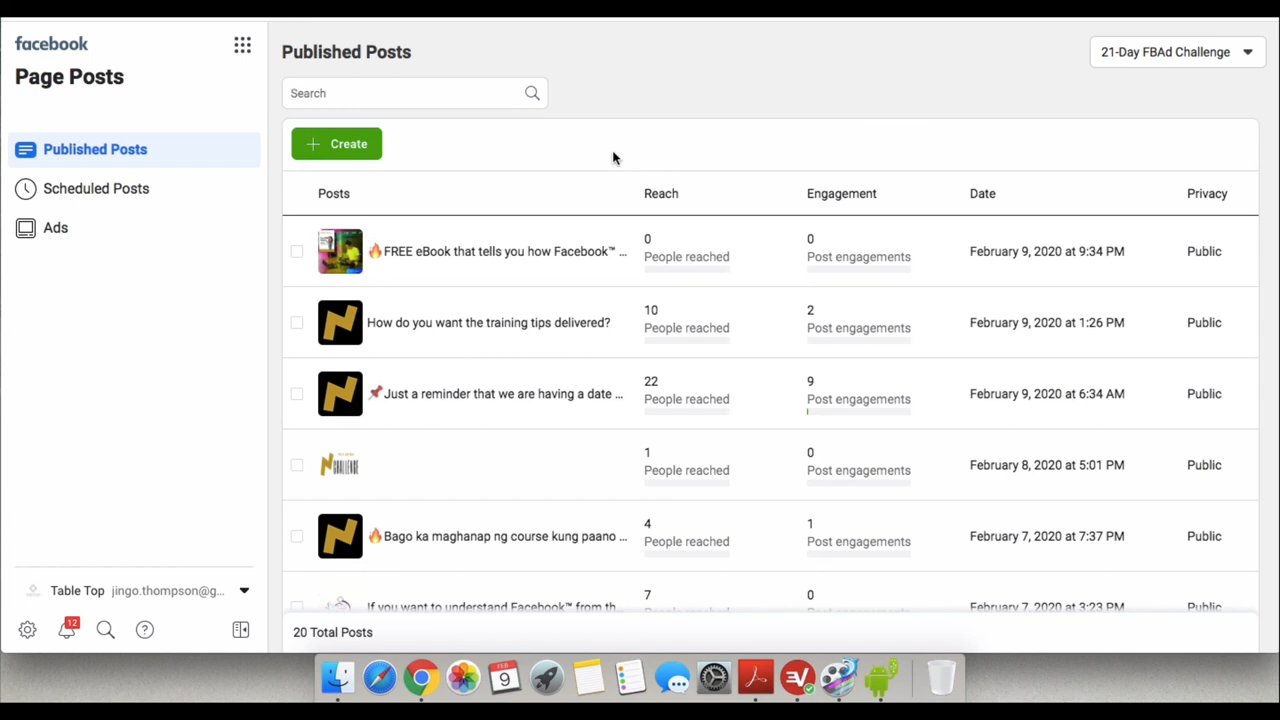 facebook
Page Posts
Published Posts
Scheduled Posts
Ads
Table Top jingo.thompson@g...
12
Published Posts
21-Day FBAd Challenge
Search
+ Create
Posts Reach Engagement Date Privacy
🔥FREE eBook that tells you how Facebook™ ... 0 People reached 0 Post engagements February 9, 2020 at 9:34 PM Public
How do you want the training tips delivered? 10 People reached 2 Post engagements February 9, 2020 at 1:26 PM Public
📌Just a reminder that we are having a date ... 22 People reached 9 Post engagements February 9, 2020 at 6:34 AM Public
CHALLENGE 1 People reached 0 Post engagements February 8, 2020 at 5:01 PM Public
🔥Bago ka maghanap ng course kung paano ... 4 People reached 1 Post engagements February 7, 2020 at 7:37 PM Public
If you want to understand Facebook™ from th... 7 People reached 0 Post engagements February 7, 2020 at 3:23 PM Public
20 Total Posts
FEB
9